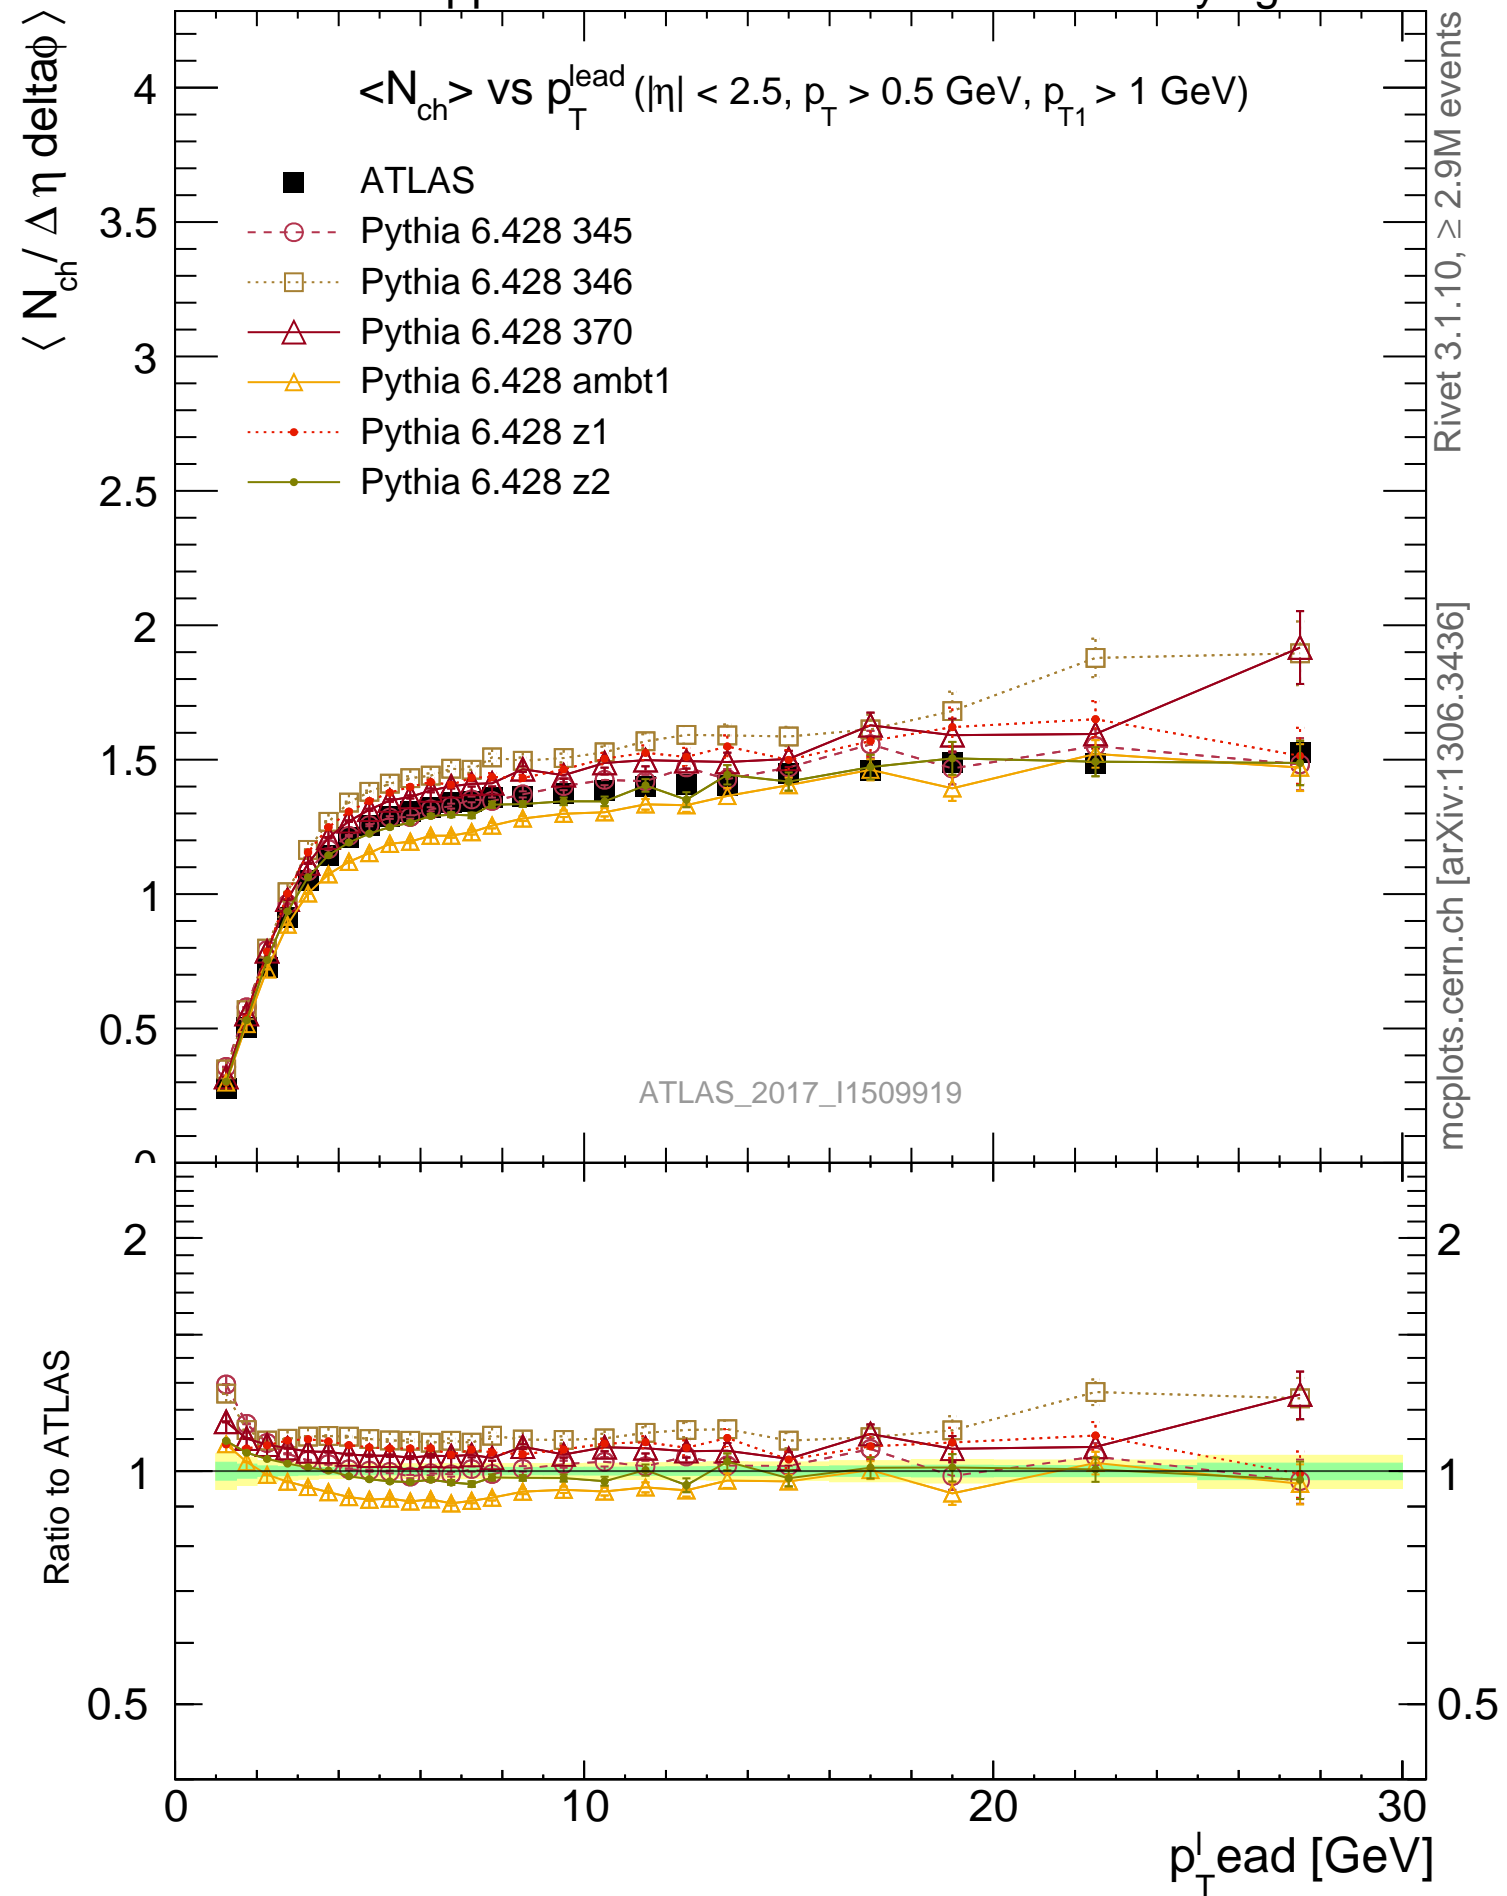 <N_ch> vs p_T^lead (|η| < 2.5, p_T > 0.5 GeV, p_T1 > 1 GeV)
⟨ N_ch / Δ η deltaϕ ⟩
ATLAS
Pythia 6.428 345
Pythia 6.428 346
Pythia 6.428 370
Pythia 6.428 ambt1
Pythia 6.428 z1
Pythia 6.428 z2
4
3.5
3
2.5
2
1.5
1
0.5
ATLAS_2017_I1509919
Rivet 3.1.10, ≥ 2.9M events
mcplots.cern.ch [arXiv:1306.3436]
Ratio to ATLAS
2
1
0.5
2
1
0.5
0
10
20
30
p_T^lead [GeV]